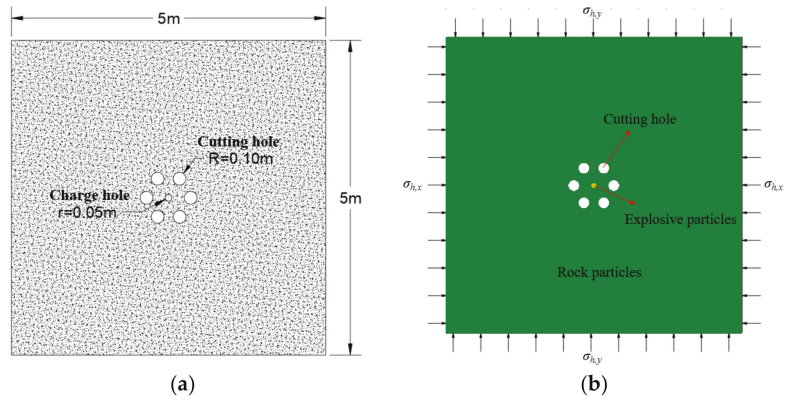 5m
Cutting hole
R=0.10m
Charge hole
r=0.05m
5m
(a)
σh,y
Cutting hole
σh,x
σh,x
Explosive particles
Rock particles
σh,y
(b)